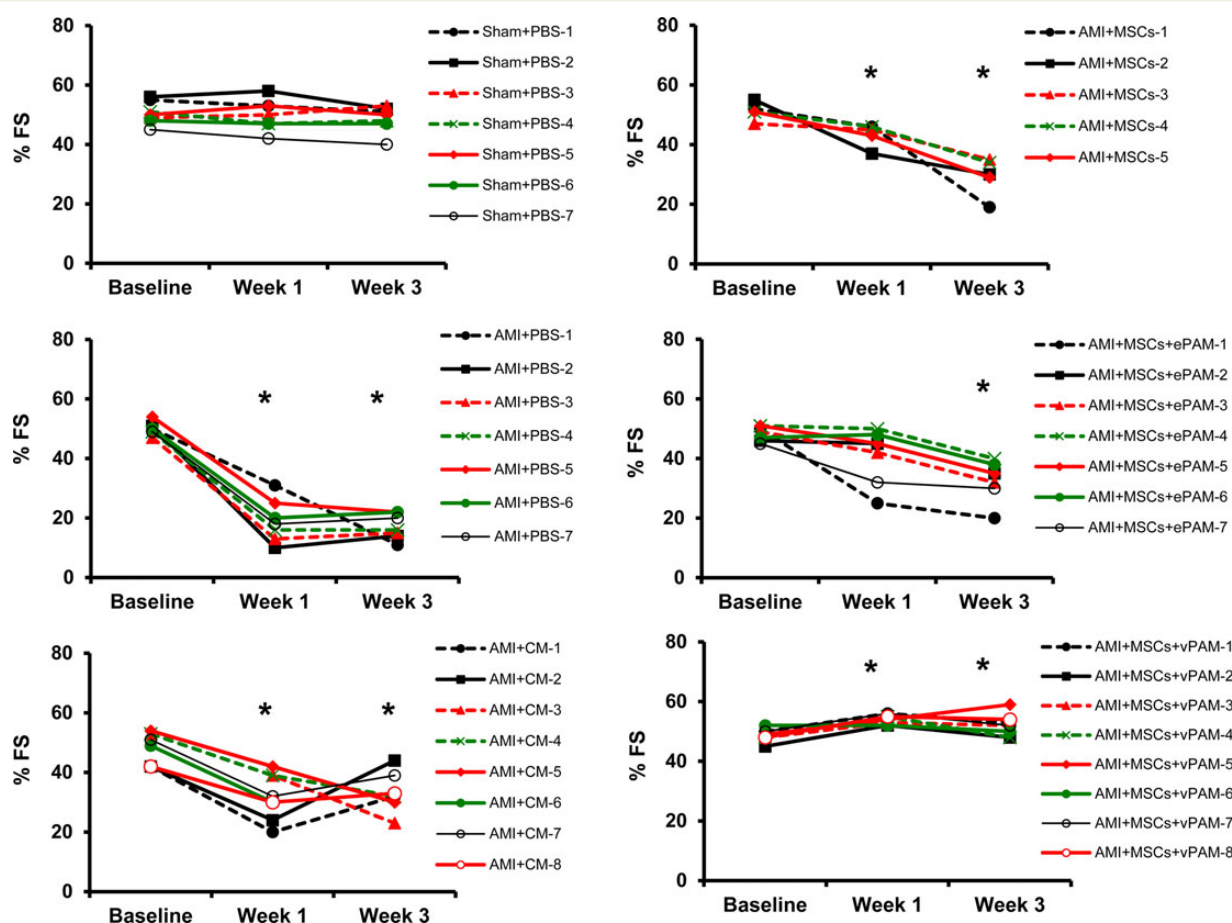 80
60
40
20
0
% FS
Baseline Week 1 Week 3
Sham+PBS-1
Sham+PBS-2
Sham+PBS-3
Sham+PBS-4
Sham+PBS-5
Sham+PBS-6
Sham+PBS-7
80
60
40
20
0
% FS
* *
Baseline Week 1 Week 3
AMI+MSCs-1
AMI+MSCs-2
AMI+MSCs-3
AMI+MSCs-4
AMI+MSCs-5
80
60
40
20
0
% FS
* *
Baseline Week 1 Week 3
AMI+PBS-1
AMI+PBS-2
AMI+PBS-3
AMI+PBS-4
AMI+PBS-5
AMI+PBS-6
AMI+PBS-7
80
60
40
20
0
% FS
*
Baseline Week 1 Week 3
AMI+MSCs+ePAM-1
AMI+MSCs+ePAM-2
AMI+MSCs+ePAM-3
AMI+MSCs+ePAM-4
AMI+MSCs+ePAM-5
AMI+MSCs+ePAM-6
AMI+MSCs+ePAM-7
80
60
40
20
0
% FS
* *
Baseline Week 1 Week 3
AMI+CM-1
AMI+CM-2
AMI+CM-3
AMI+CM-4
AMI+CM-5
AMI+CM-6
AMI+CM-7
AMI+CM-8
80
60
40
20
0
% FS
* *
Baseline Week 1 Week 3
AMI+MSCs+vPAM-1
AMI+MSCs+vPAM-2
AMI+MSCs+vPAM-3
AMI+MSCs+vPAM-4
AMI+MSCs+vPAM-5
AMI+MSCs+vPAM-6
AMI+MSCs+vPAM-7
AMI+MSCs+vPAM-8